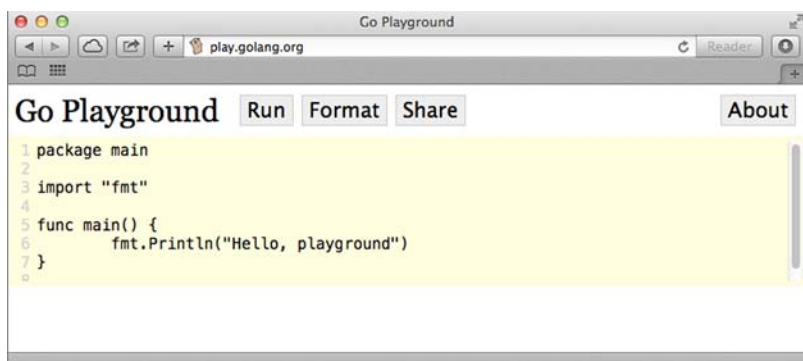 Go Playground
play.golang.org
Reader
Go Playground Run Format Share About
1 package main
2
3 import "fmt"
4
5 func main() {
6         fmt.Println("Hello, playground")
7 }
8